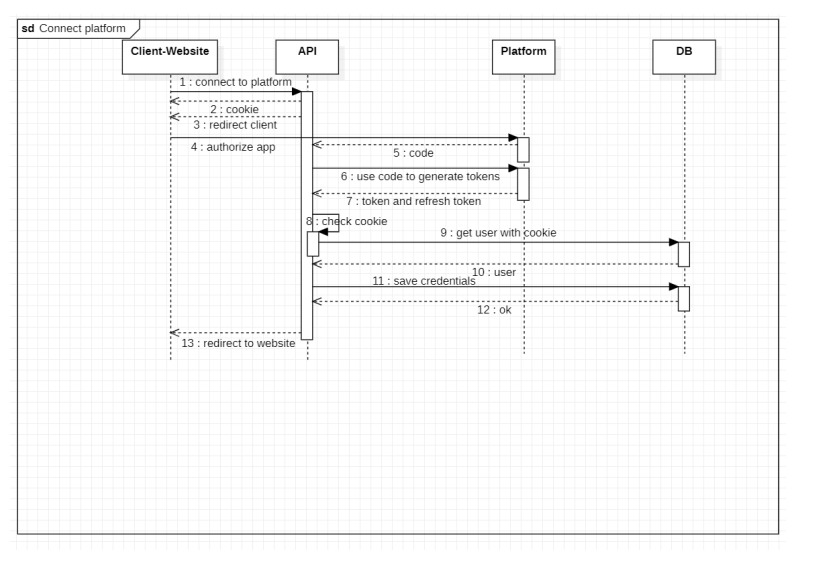 sd Connect platform
Client-Website
API
Platform
DB
1 : connect to platform
2 : cookie
3 : redirect client
4 : authorize app
5 : code
6 : use code to generate tokens
7 : token and refresh token
8 : check cookie
9 : get user with cookie
10 : user
11 : save credentials
12 : ok
13 : redirect to website